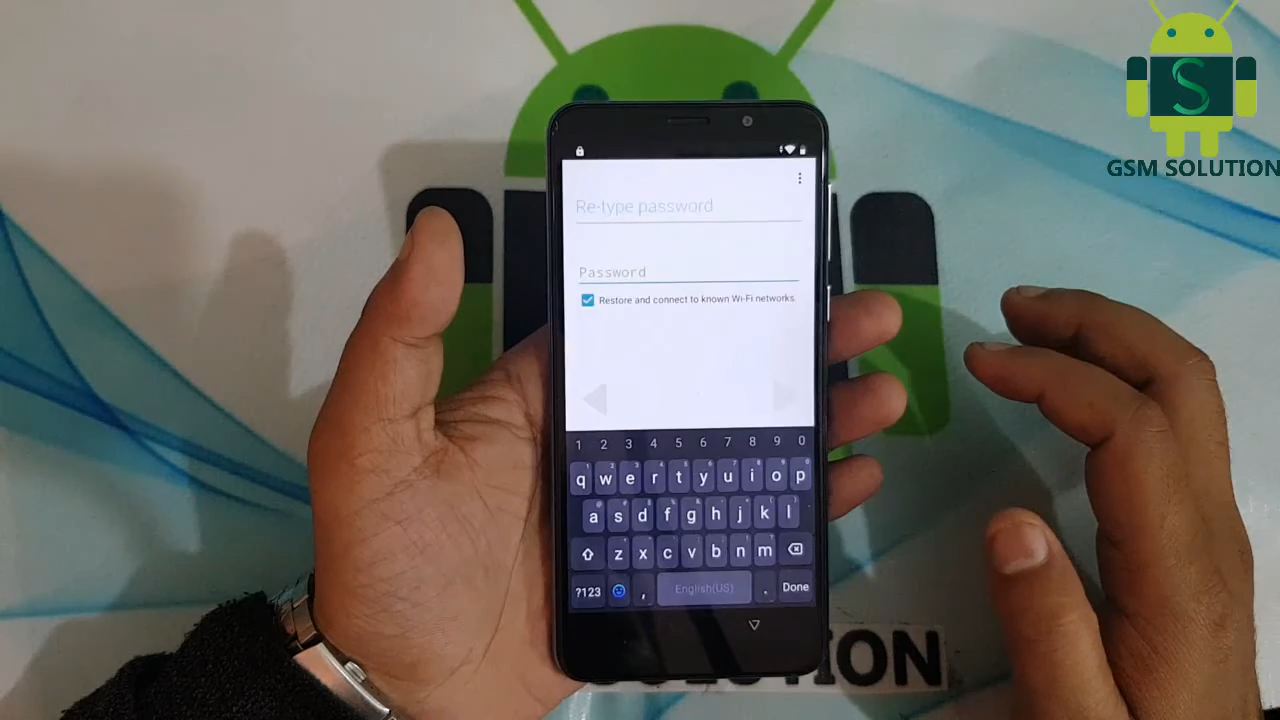 GSM SOLUTION
Re-type password
Password
Restore and connect to known Wi-Fi networks
1 2 3 4 5 6 7 8 9 0
q w e r t y u i o p
a s d f g h j k l
z x c v b n m
?123 , English(US) . Done
ION